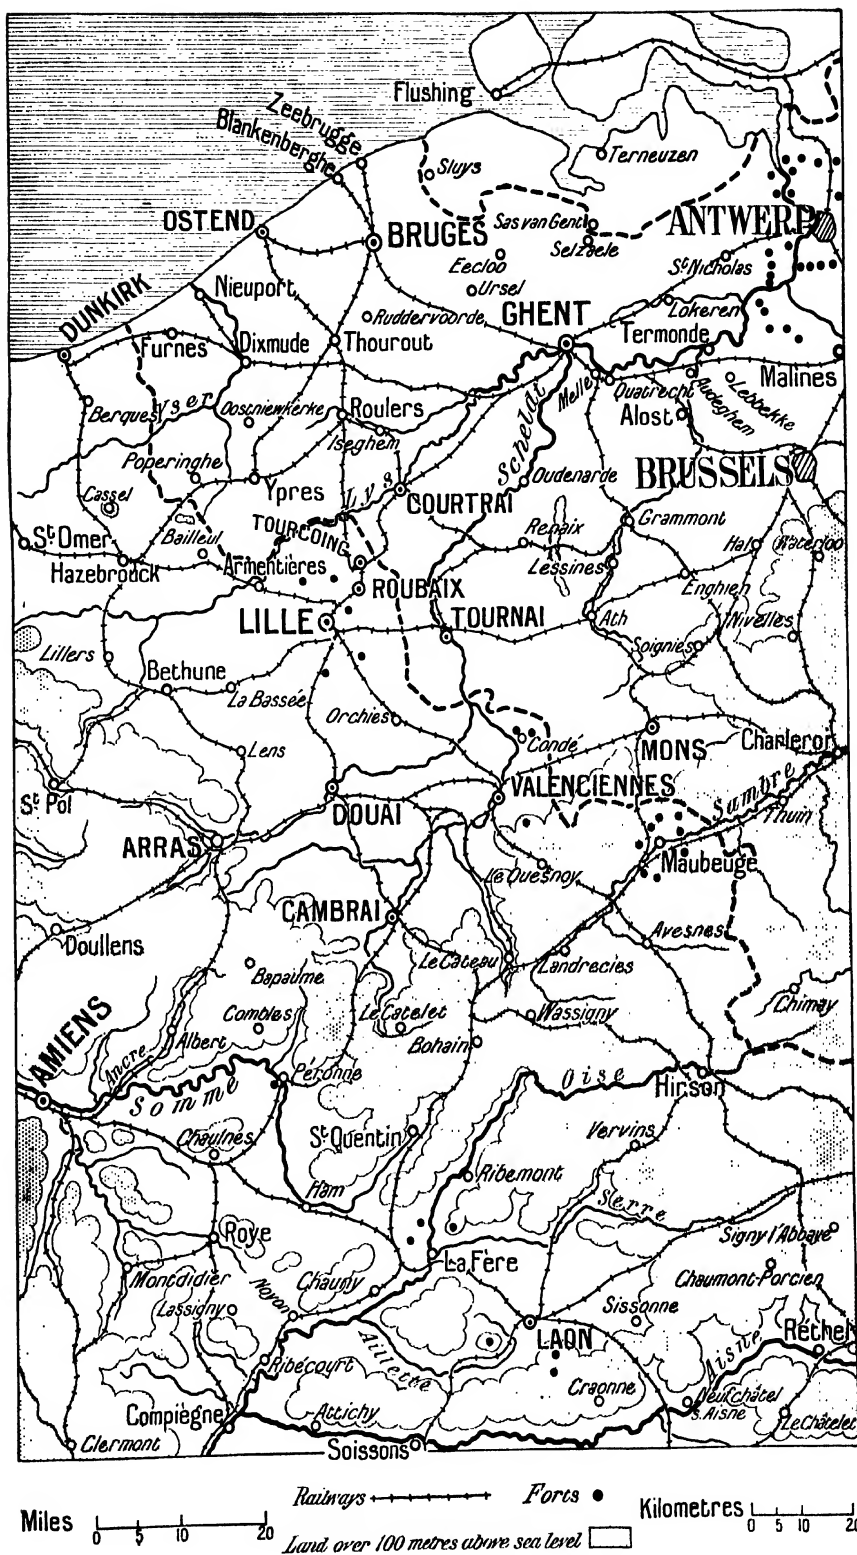 Flushing
Zeebrugge
Blankenberghe
Sluys
Terneuzen
OSTEND
BRUGES
Sas van Gent
ANTWERP
Selzaele
Eecloo
St Nicholas
Ursel
Nieuport
DUNKIRK
Ruddervoorde
GHENT
Lokeren
Furnes
Dixmude
Thourout
Termonde
Malines
Melle
Quatrecht
Audeghem
Lebbekke
Bergues
Yser
Oostniewkerke
Roulers
Alost
Iseghem
Scheldt
Poperinghe
Ypres
Lys
COURTRAI
Oudenarde
BRUSSELS
Cassel
TOURCOING
Grammont
St Omer
Bailleul
Renaix
Hal
Waterloo
Hazebrouck
Armentières
Lessines
ROUBAIX
Enghien
LILLE
TOURNAI
Ath
Nivelles
Lillers
Soignies
Bethune
La Bassée
Orchies
Lens
Condé
MONS
Charleroi
St Pol
VALENCIENNES
Sambre
DOUAI
Thuin
ARRAS
Maubeuge
Le Quesnoy
CAMBRAI
Doullens
Avesnes
Le Cateau
Landrecies
Bapaume
Chimay
Combles
Le Catelet
Wassigny
AMIENS
Albert
Ancre
Bohain
Somme
Péronne
Oise
Hirson
Chaulnes
St Quentin
Vervins
Ribemont
Ham
Serre
Roye
Signy l'Abbaye
La Fère
Montdidier
Chauny
Chaumont-Porcien
Noyon
Lassigny
Sissonne
LAON
Aisne
Réthel
Ailette
Ribécourt
Craonne
Neufchâtel
s. Aisne
Compiègne
Attichy
Le Châtelet
Clermont
Soissons
Railways
Forts
Miles
Kilometres
0 5 10 20
0 5 10 20
Land over 100 metres above sea level